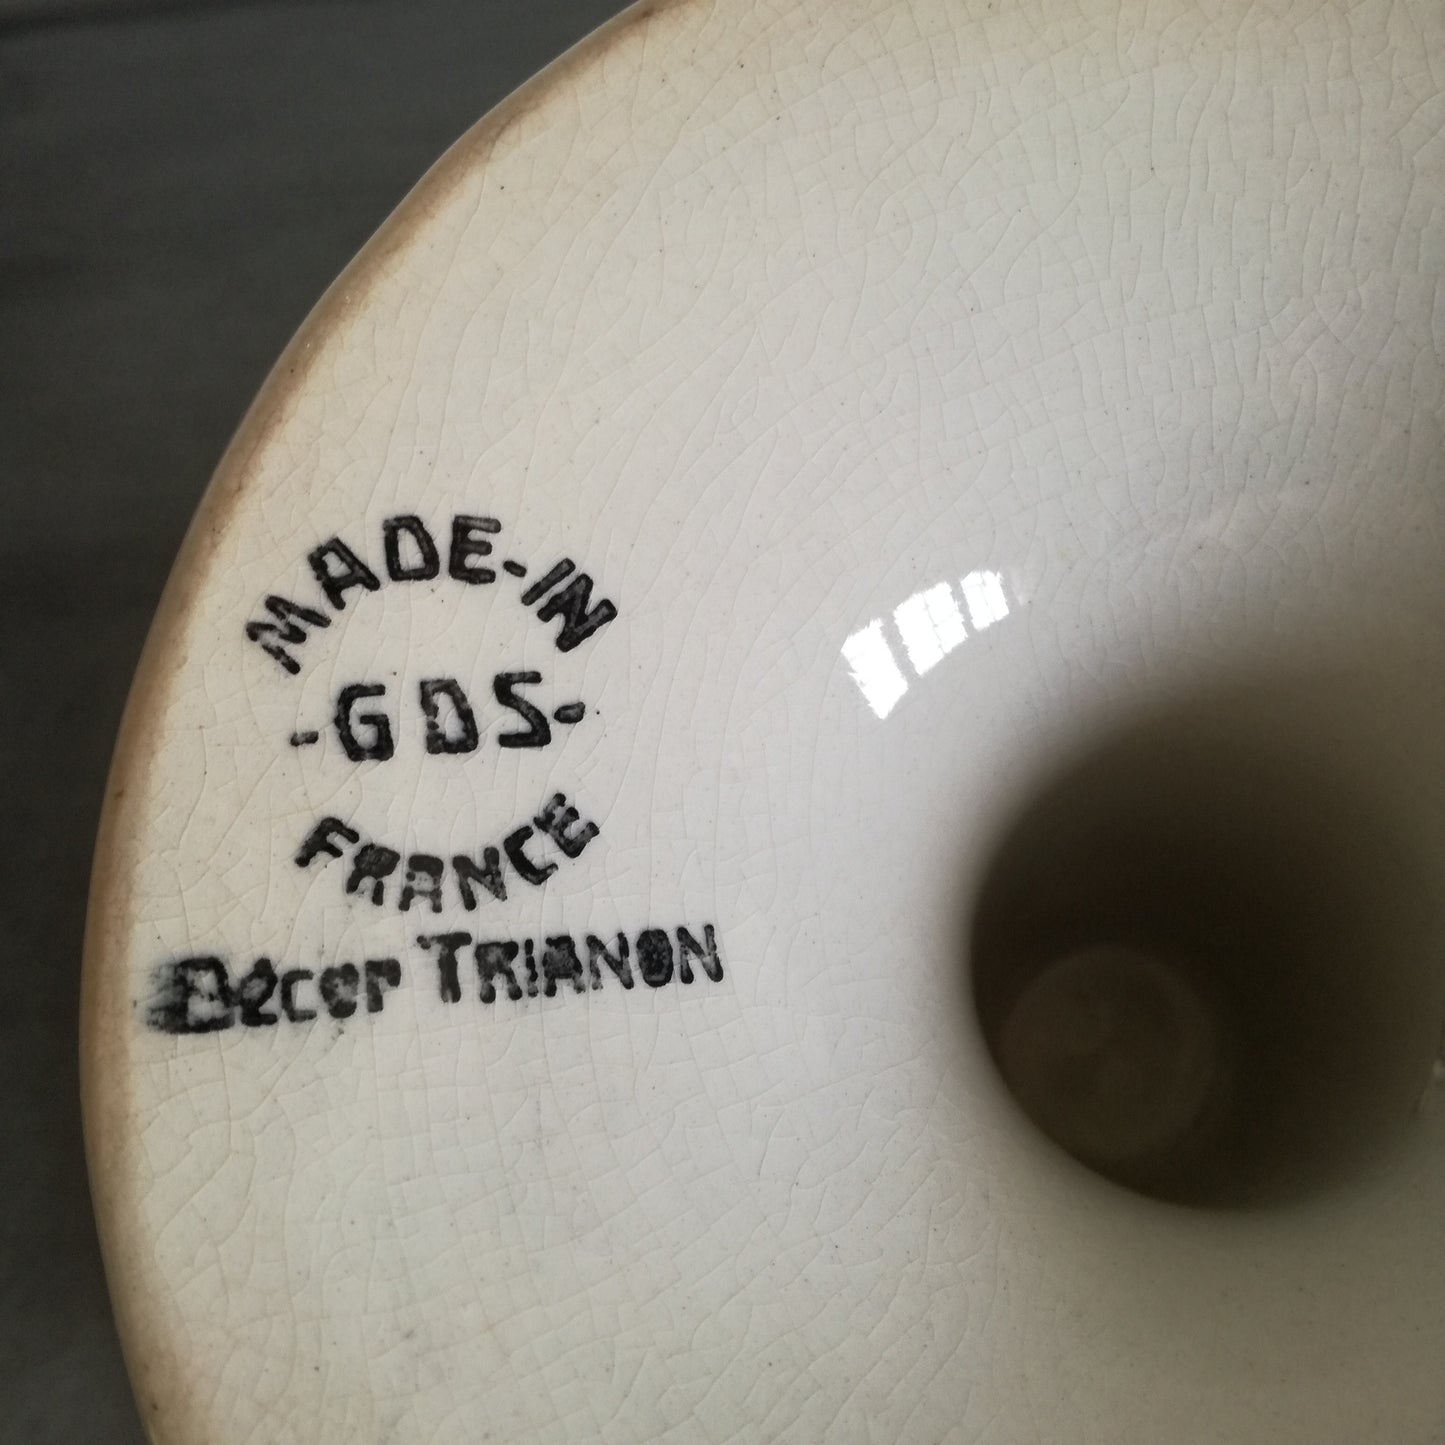 MADE-IN
-GDS-
FRANCE
Décor TRIANON